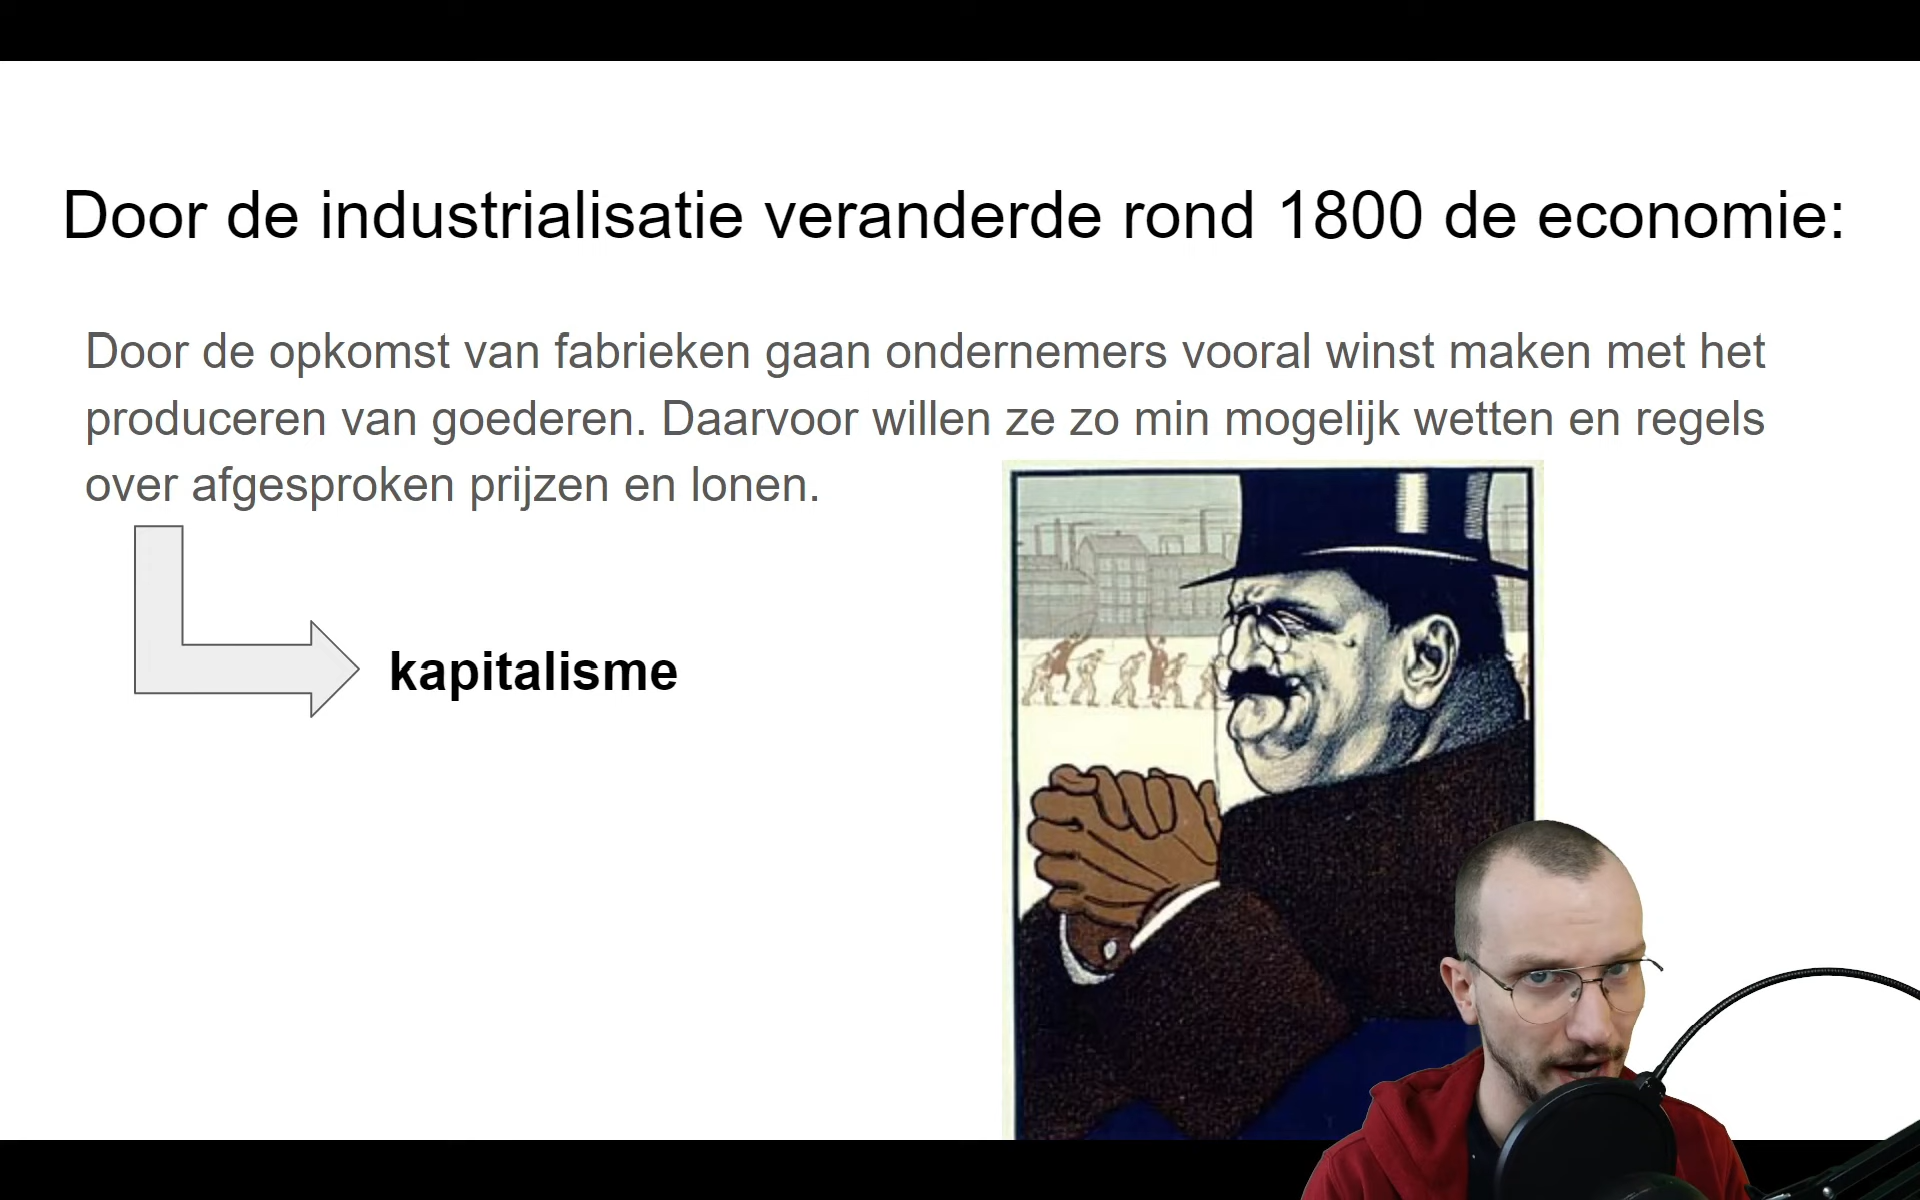 Door de industrialisatie veranderde rond 1800 de economie:
Door de opkomst van fabrieken gaan ondernemers vooral winst maken met het
produceren van goederen. Daarvoor willen ze zo min mogelijk wetten en regels
over afgesproken prijzen en lonen.
kapitalisme